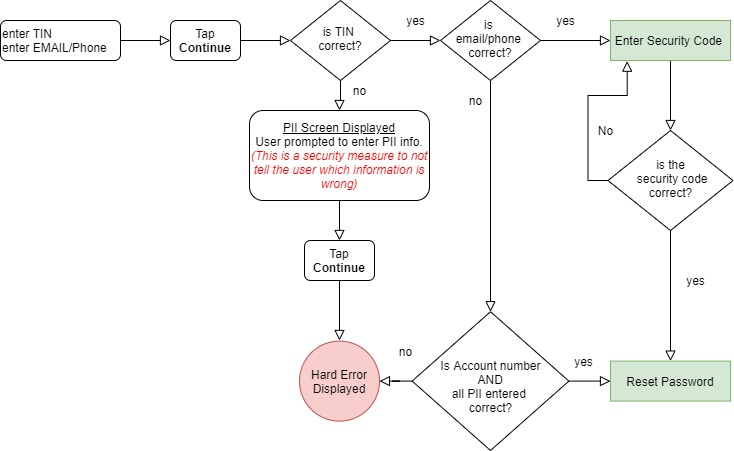 enter TIN
enter EMAIL/Phone
Tap
Continue
is TIN
correct?
yes
is
email/phone
correct?
yes
Enter Security Code
no
PII Screen Displayed
User prompted to enter PII info.
(This is a security measure to not
tell the user which information is
wrong)
no
No
is the
security code
correct?
Tap
Continue
yes
no
Hard Error
Displayed
Is Account number
AND
all PII entered
correct?
yes
Reset Password